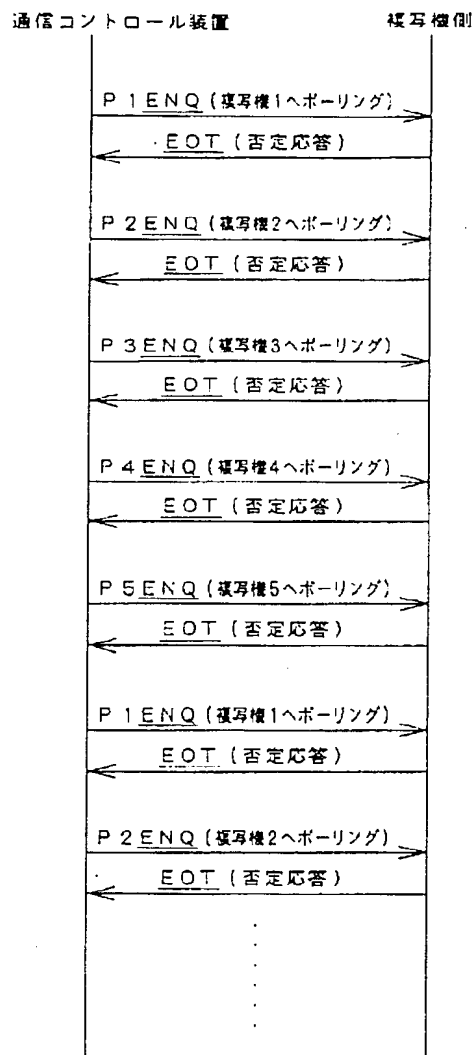 通信コントロール装置 複写機側
P1ENQ(複写機1へポーリング)
EOT(否定応答)
P2ENQ(複写機2へポーリング)
EOT(否定応答)
P3ENQ(複写機3へポーリング)
EOT(否定応答)
P4ENQ(複写機4へポーリング)
EOT(否定応答)
P5ENQ(複写機5へポーリング)
EOT(否定応答)
P1ENQ(複写機1へポーリング)
EOT(否定応答)
P2ENQ(複写機2へポーリング)
EOT(否定応答)